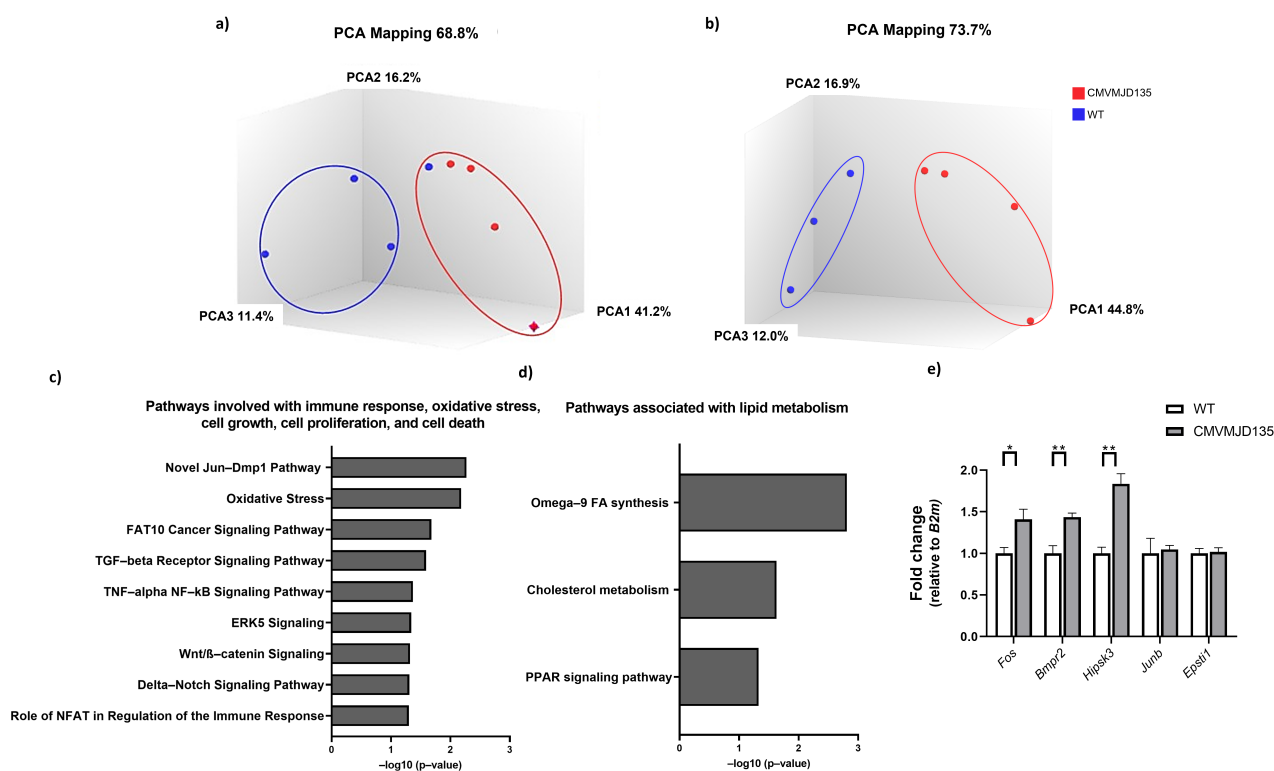 a)
PCA Mapping 68.8%
PCA2 16.2%
PCA3 11.4%
PCA1 41.2%
b)
PCA Mapping 73.7%
PCA2 16.9%
PCA3 12.0%
PCA1 44.8%
CMVMJD135
WT
c)
Pathways involved with immune response, oxidative stress,
cell growth, cell proliferation, and cell death
Novel Jun–Dmp1 Pathway
Oxidative Stress
FAT10 Cancer Signaling Pathway
TGF–beta Receptor Signaling Pathway
TNF–alpha NF–kB Signaling Pathway
ERK5 Signaling
Wnt/ß–catenin Signaling
Delta–Notch Signaling Pathway
Role of NFAT in Regulation of the Immune Response
0 1 2 3
–log10 (p–value)
d)
Pathways associated with lipid metabolism
Omega–9 FA synthesis
Cholesterol metabolism
PPAR signaling pathway
0 1 2 3
–log10 (p–value)
e)
WT
CMVMJD135
* ** **
Fold change
(relative to B2m)
2.0
1.5
1.0
0.5
0.0
Fos
Bmpr2
Hipsk3
Junb
Epsti1